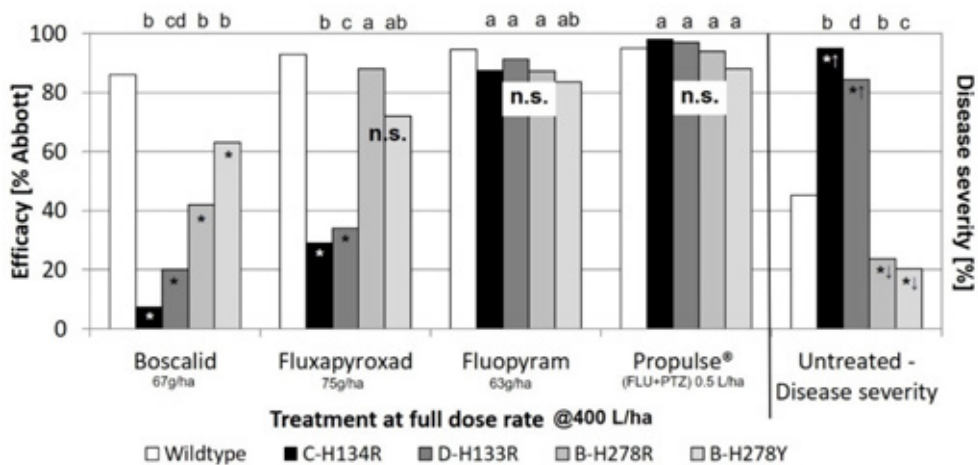 b cd b b b c a ab a a a ab a a a a b d b c
100
80
60
40
20
0
Efficacy [% Abbott]
Disease severity [%]
* * * *
* * n.s.
n.s.
n.s.
*↑ *↑ *↓ *↓
Boscalid Fluxapyroxad Fluopyram Propulse® Untreated -
67g/ha 75g/ha 63g/ha (FLU+PTZ) 0.5 L/ha Disease severity
Treatment at full dose rate @400 L/ha
Wildtype C-H134R D-H133R B-H278R B-H278Y